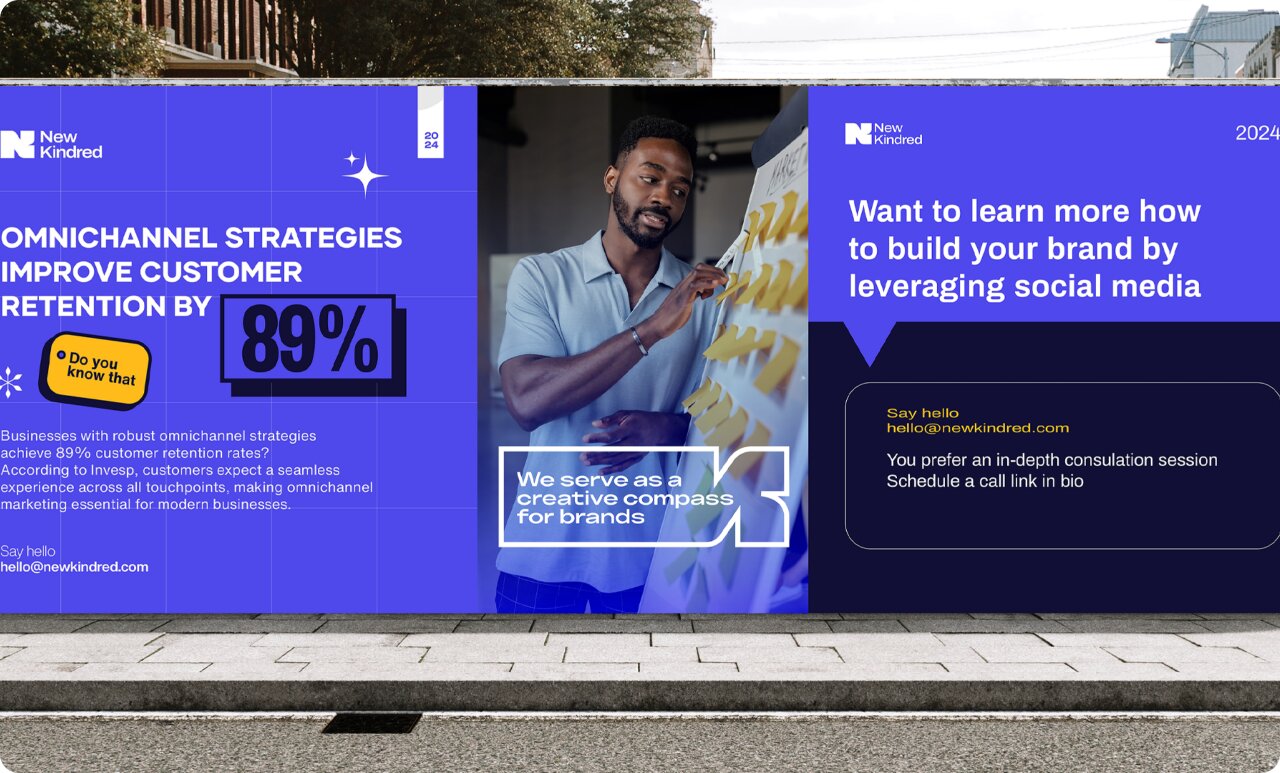 New
Kindred
20
24
OMNICHANNEL STRATEGIES
IMPROVE CUSTOMER
RETENTION BY
89%
Do you
know that
Businesses with robust omnichannel strategies
achieve 89% customer retention rates?
According to Invesp, customers expect a seamless
experience across all touchpoints, making omnichannel
marketing essential for modern businesses.
Say hello
hello@newkindred.com
MARKET
We serve as a
creative compass
for brands
New
Kindred
2024
Want to learn more how
to build your brand by
leveraging social media
Say hello
hello@newkindred.com
You prefer an in-depth consulation session
Schedule a call link in bio